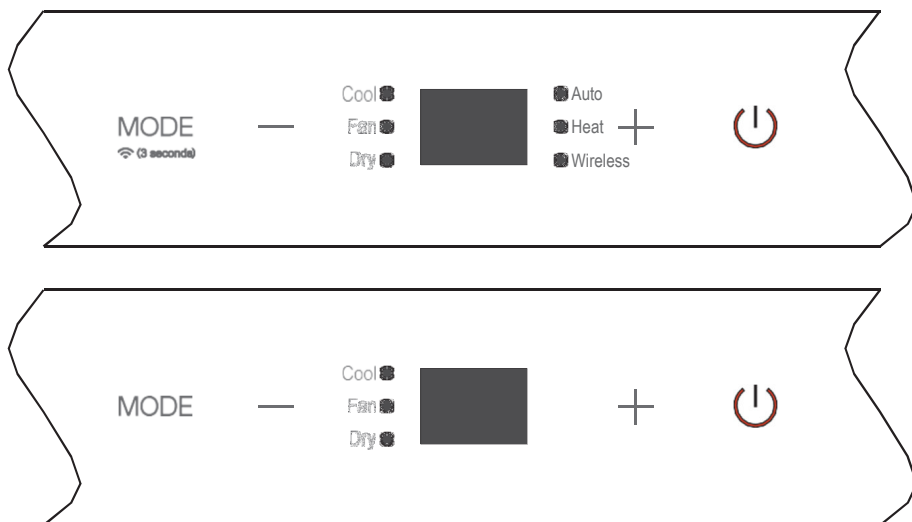 Cool
Auto
MODE
Fan
Heat
(3 seconds)
Dry
Wireless
Cool
MODE
Fan
Dry